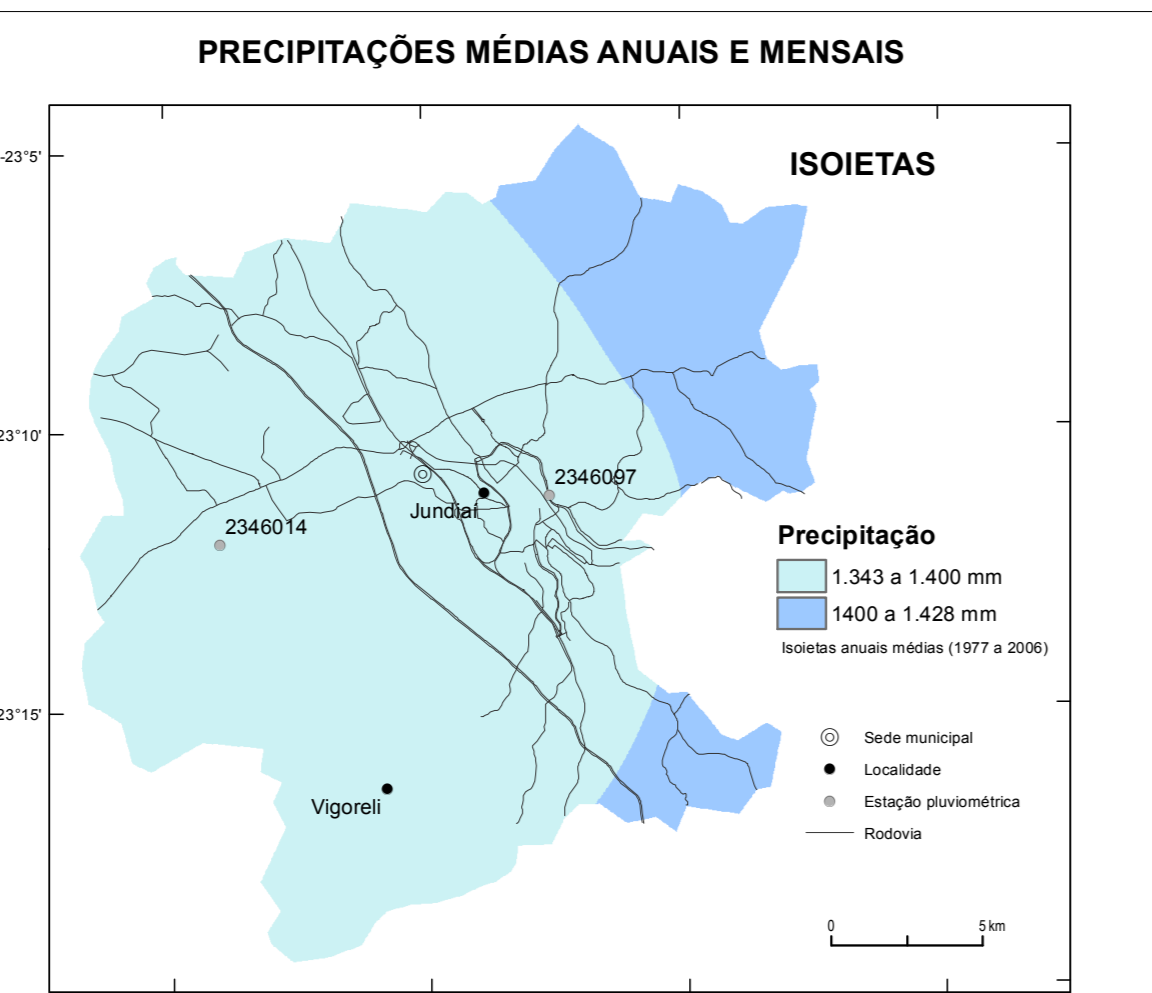 PRECIPITAÇÕES MÉDIAS ANUAIS E MENSAIS
-23°5'
ISOIETAS
23°10'
2346097
Jundiaí
2346014
Precipitação
1.343 a 1.400 mm
1400 a 1.428 mm
Isoietas anuais médias (1977 a 2006)
23°15'
Sede municipal
Localidade
Vigoreli
Estação pluviométrica
Rodovia
0 5 km